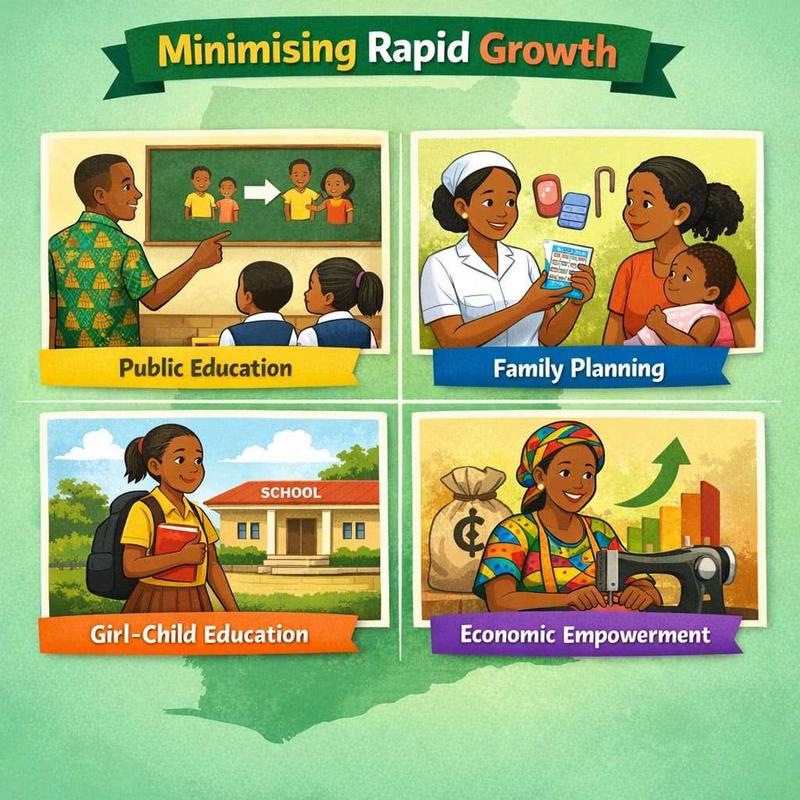 Minimising Rapid Growth
Public Education
Family Planning
SCHOOL
Girl-Child Education
₵
Economic Empowerment